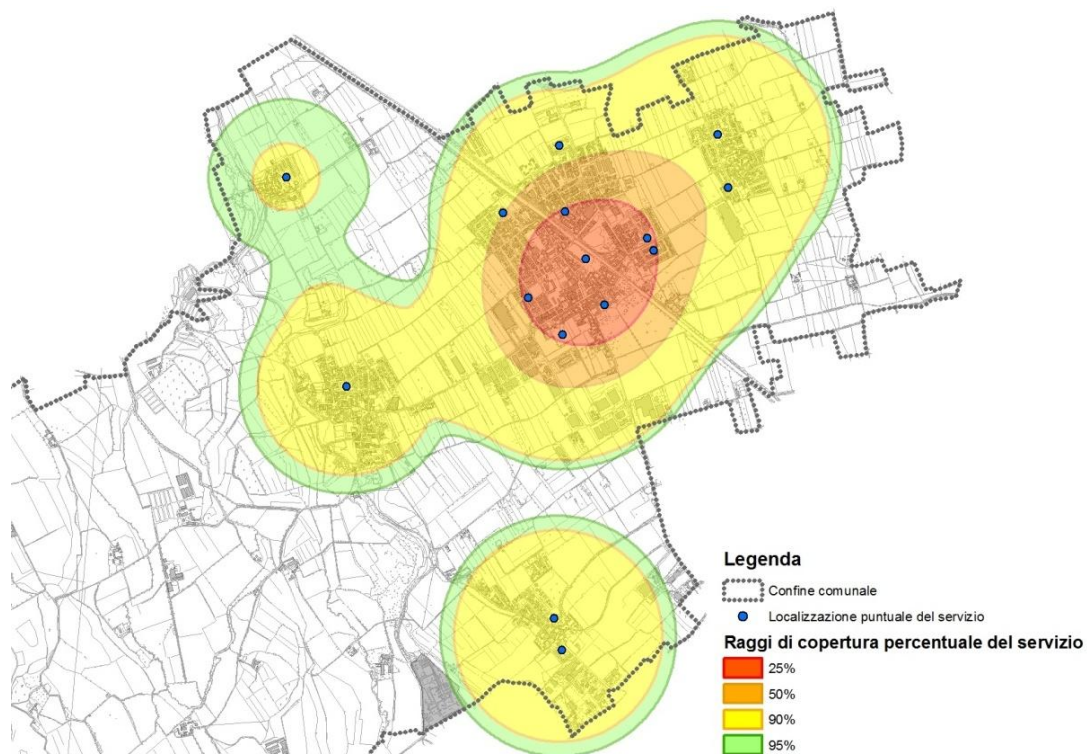 Legenda
Confine comunale
Localizzazione puntuale del servizio
Raggi di copertura percentuale del servizio
25%
50%
90%
95%